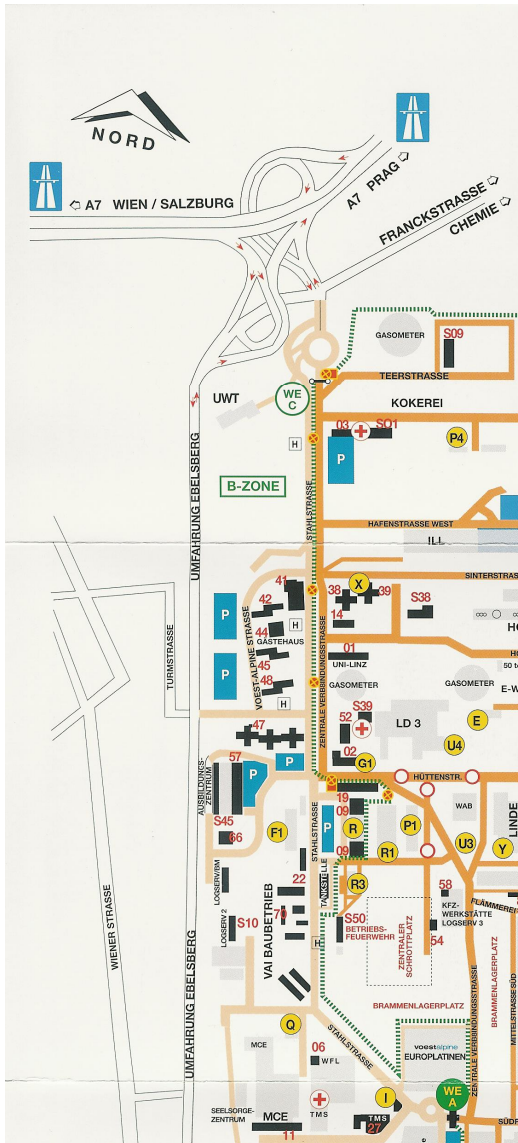 NORD
A7 WIEN / SALZBURG
A7 PRAG
FRANCKSTRASSE
CHEMIE
GASOMETER
S09
TEERSTRASSE
UWT
WE
C
KOKEREI
03
SO1
P4
H
P
B-ZONE
UMFAHRUNG EBELSBERG
STAHLSTRASSE
HAFENSTRASSE WEST
ILL
SINTERSTRAS
41
X
38
39
S38
42
14
P
44
H
GÄSTEHAUS
TURMSTRASSE
VOEST-ALPINE STRASSE
ZENTRALE VERBINDUNGSSTRASSE
01
UNI-LINZ
45
48
P
GASOMETER
GASOMETER
50 to
E-W
H
S39
52
LD 3
E
U4
47
02
G1
57
P
P
HÜTTENSTR.
AUSBILDUNGS-
ZENTRUM
19
09
WAB
LINDE
S45
66
F1
STAHLSTRASSE
P
R
P1
09
R1
U3
Y
LOGSERV/BM
22
TANKSTELLE
R3
58
KFZ-
WERKSTÄTTE
LOGSERV 3
FLÄMMEREI
LOGSERV 2
S10
70
VAI BAUBETRIEB
S50
BETRIEBS-
FEUERWEHR
ZENTRALER
SCHROTTPLATZ
54
H
WIENER STRASSE
BRAMMENLAGERPLATZ
BRAMMENLAGERPLATZ
MITTELSTRASSE SÜD
ZENTRALE VERBINDUNGSSTRASSE
UMFAHRUNG EBELSBERG
Q
STAHLSTRASSE
MCE
06
WFL
voestalpine
EUROPLATINEN
WE
A
I
SEELSORGE-
ZENTRUM
MCE
11
TMS
TMS
27
SÜDF